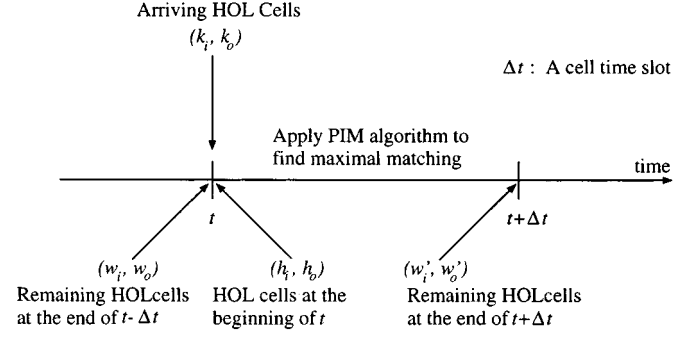 Arriving HOL Cells
(k_i, k_o)
Δt : A cell time slot
Apply PIM algorithm to
find maximal matching
time
t
t+Δt
(w_i, w_o)
Remaining HOLcells
at the end of t- Δt
(h_i, h_o)
HOL cells at the
beginning of t
(w_i', w_o')
Remaining HOLcells
at the end of t+Δt